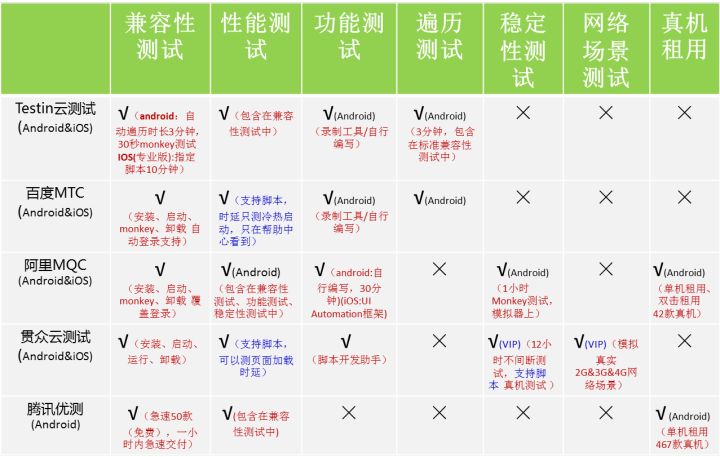 兼容性
测试
性能测
试
功能测
试
遍历
测试
稳定
性测
试
网络
场景
测试
真机
租用
Testin云测试
(Android&iOS)
√（android：自
动遍历时长3分钟，
30秒monkey测试
IOS(专业版):指定
脚本10分钟）
√（包含在兼容
性测试中）
√(Android)
（录制工具/自行
编写）
√(Android)
（3分钟，包含
在标准兼容性
测试中）
×
×
×
百度MTC
(Android&iOS)
√
（安装、启动、
monkey、卸载 自
动登录支持）
√（支持脚本，
时延只测冷热启
动，只在帮助中
心看到）
√(Android)
（录制工具/自行
编写）
√(Android)
×
×
×
阿里MQC
(Android&iOS)
√
（安装、启动、
monkey、卸载 覆
盖登录）
√(Android)
（包含在兼容性
测试、功能测试、
稳定性测试中）
√（android:自
行编写，30分
钟)(iOS:UI
Automation框架)
×
√(Android)
（1小时
Monkey测试，
模拟器上）
×
√(Android)
（单机租用、
双击租用
42款真机）
贯众云测试
(Android&iOS)
√（安装、启动、
运行、卸载）
√（支持脚本，
可以测页面加载
时延）
√
（脚本开发助手）
×
√(VIP)（12小
时不间断测
试，支持脚
本 真机测试 ）
√(VIP)（模拟
真实
2G&3G&4G网
络场景）
×
腾讯优测
(Android)
√（急速50款
（免费），一小
时内急速交付）
√(包含在兼容
性测试中)
×
×
×
×
√(Android)
（单机租用
467款真机）